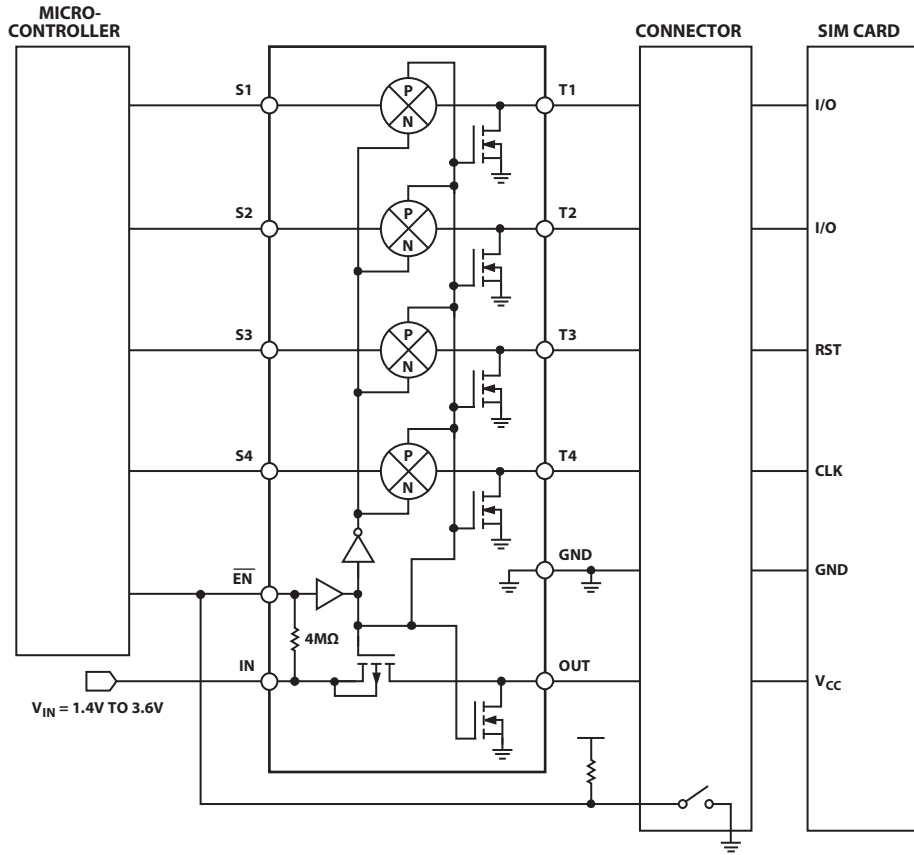 MICRO-
CONTROLLER
CONNECTOR
SIM CARD
S1
P
N
T1
I/O
S2
P
N
T2
I/O
S3
P
N
T3
RST
S4
P
N
T4
CLK
GND
GND
EN
4MΩ
IN
OUT
VCC
VIN = 1.4V TO 3.6V